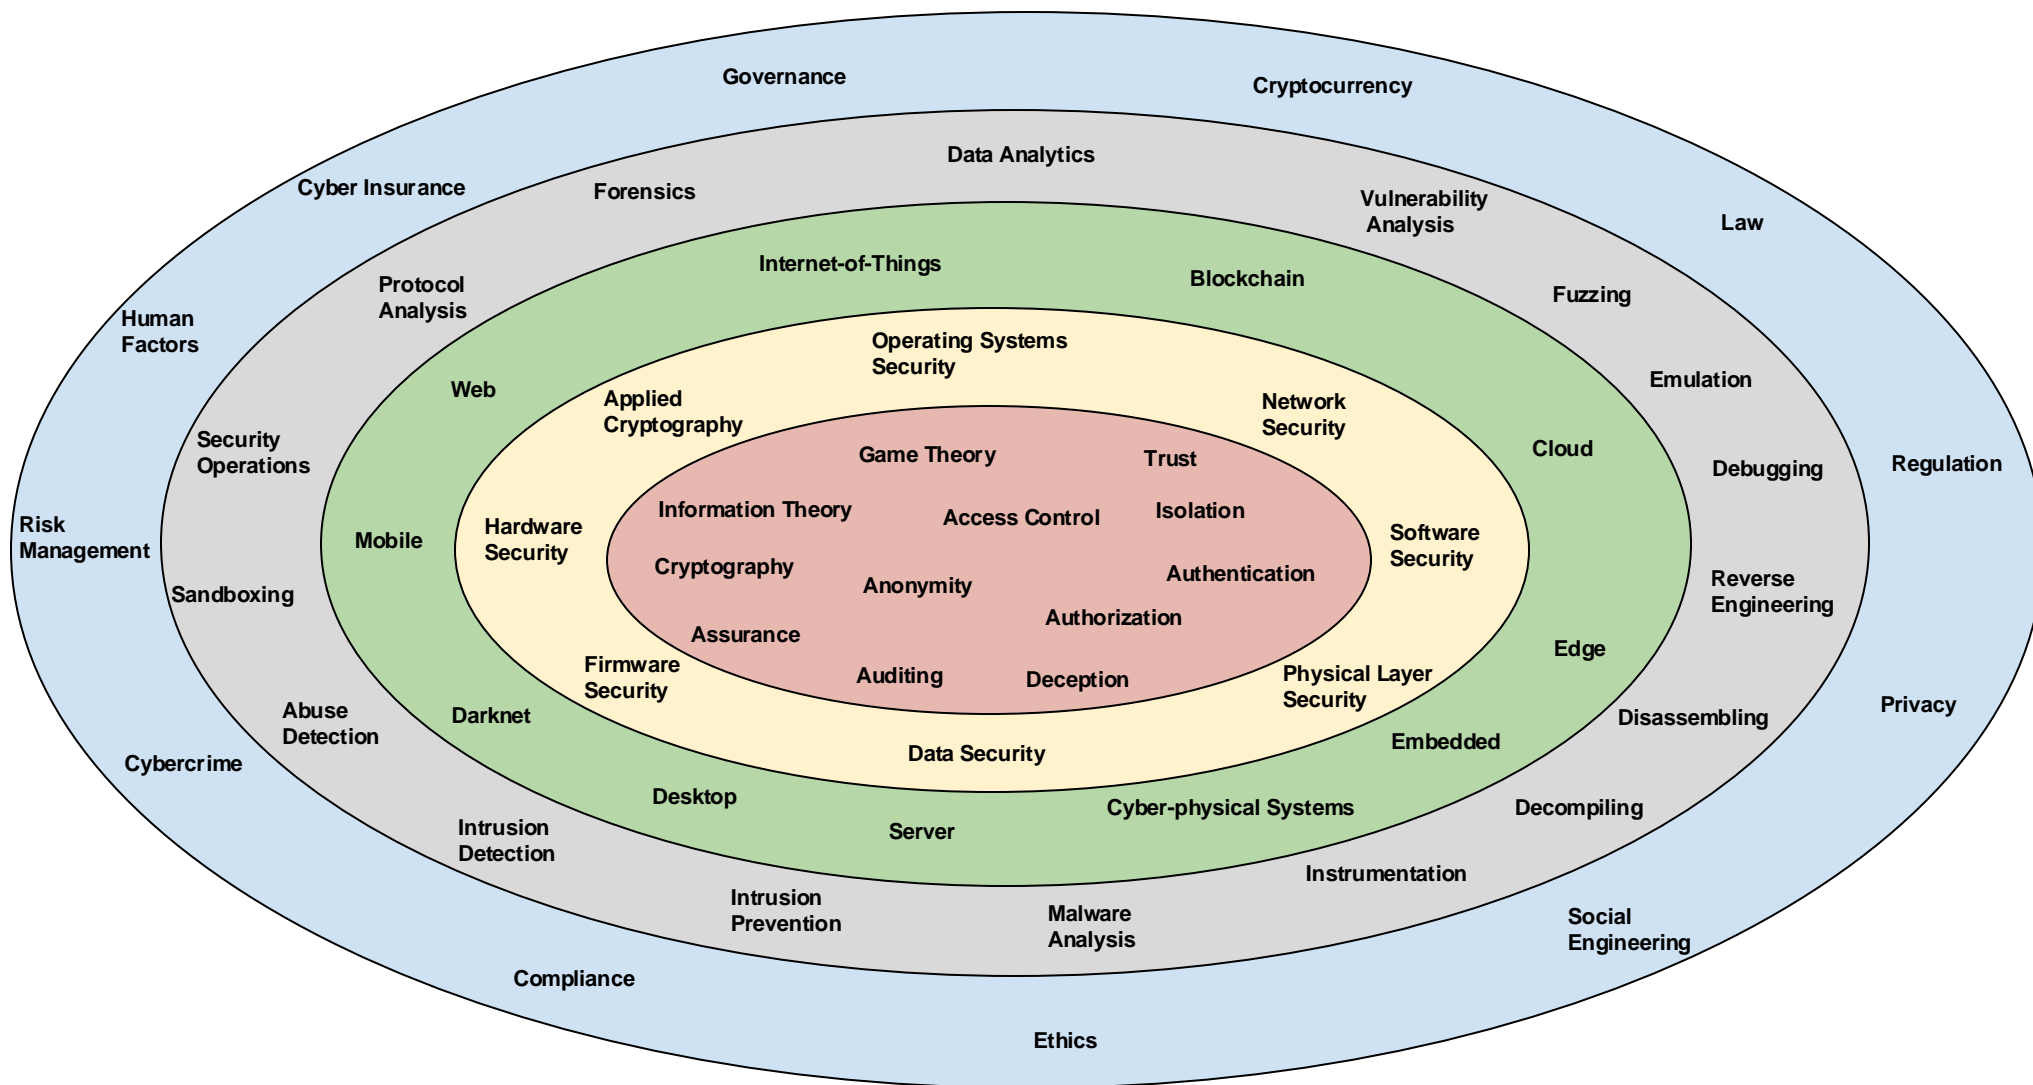 Governance
Cryptocurrency
Data Analytics
Cyber Insurance
Forensics
Vulnerability
Analysis
Law
Internet-of-Things
Blockchain
Protocol
Analysis
Fuzzing
Human
Factors
Operating Systems
Security
Web
Applied
Cryptography
Network
Security
Emulation
Security
Operations
Game Theory
Trust
Cloud
Debugging
Regulation
Risk
Management
Mobile
Hardware
Security
Information Theory
Access Control
Isolation
Software
Security
Cryptography
Anonymity
Authentication
Reverse
Engineering
Sandboxing
Authorization
Assurance
Edge
Firmware
Security
Auditing
Deception
Physical Layer
Security
Abuse
Detection
Darknet
Disassembling
Privacy
Data Security
Embedded
Cybercrime
Desktop
Server
Cyber-physical Systems
Decompiling
Intrusion
Detection
Instrumentation
Intrusion
Prevention
Malware
Analysis
Social
Engineering
Compliance
Ethics